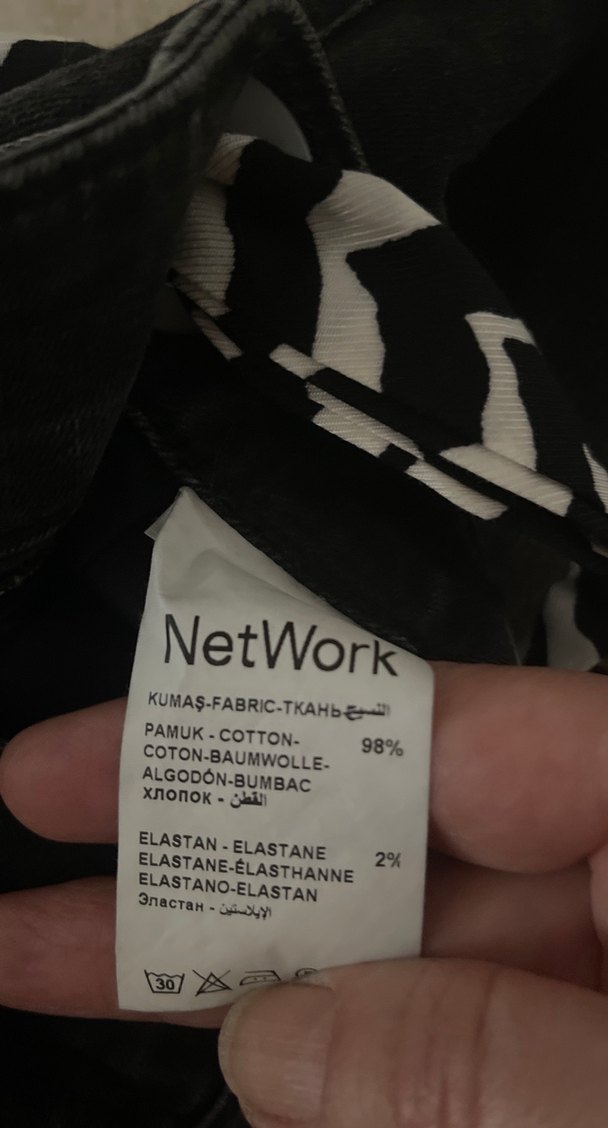 NetWork
KUMAŞ-FABRIC-ТКАНЬ-النسيج
PAMUK - COTTON- 98%
COTON-BAUMWOLLE-
ALGODÓN-BUMBAC
ХЛОПОК - القطن
ELASTAN - ELASTANE 2%
ELASTANE-ÉLASTHANNE
ELASTANO-ELASTAN
Эластан - الإيلاستين
30